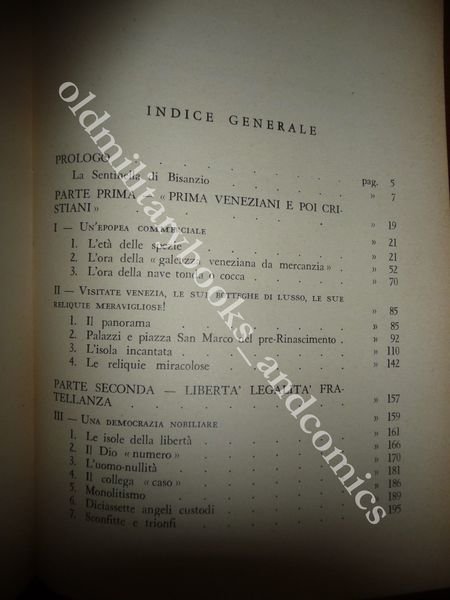 INDICE GENERALE
PROLOGO . . . . . . . . pag. 5
La Sentinella di Bisanzio . . . . . » 7
PARTE PRIMA — « PRIMA VENEZIANI E POI CRI-
STIANI » . . . . . . . . » 19
I — UN'EPOPEA COMMERCIALE . . . . . » 21
1. L'età delle spezie . . . . . . » 21
2. L'ora della « galeazza veneziana da mercanzia » . » 52
3. L'ora della nave tonda o cocca . . . . » 70
II — VISITATE VENEZIA, LE SUE BOTTEGHE DI LUSSO, LE SUE
RELIQUIE MERAVIGLIOSE! . . . . . » 85
1. Il panorama . . . . . . . » 85
2. Palazzi e piazza San Marco del pre-Rinascimento . » 92
3. L'isola incantata . . . . . . » 110
4. Le reliquie miracolose . . . . . » 142
PARTE SECONDA — LIBERTA' LEGALITA' FRA-
TELLANZA . . . . . . . . » 157
III — UNA DEMOCRAZIA NOBILIARE . . . . » 159
1. Le isole della libertà . . . . . » 161
2. Il Dio « numero » . . . . . . » 166
3. L'uomo-nullità . . . . . . » 170
4. Il collega « caso » . . . . . . » 181
5. Monolitismo . . . . . . . » 186
6. Diciassette angeli custodi . . . . . » 189
7. Sconfitte e trionfi . . . . . . » 195
oldmilitarybooks_andcomics